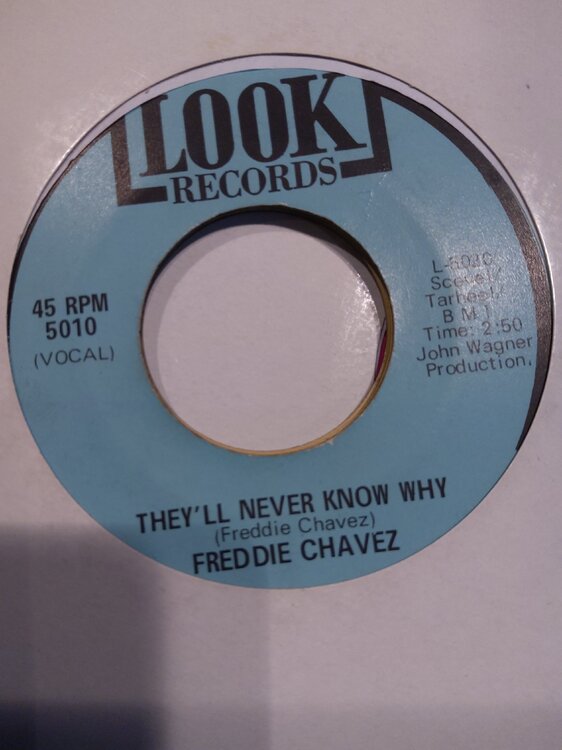 LOOK
RECORDS
45 RPM
5010
(VOCAL)
B M I
Time: 2:50
John Wagner
Production.
THEY'LL NEVER KNOW WHY
(Freddie Chavez)
FREDDIE CHAVEZ